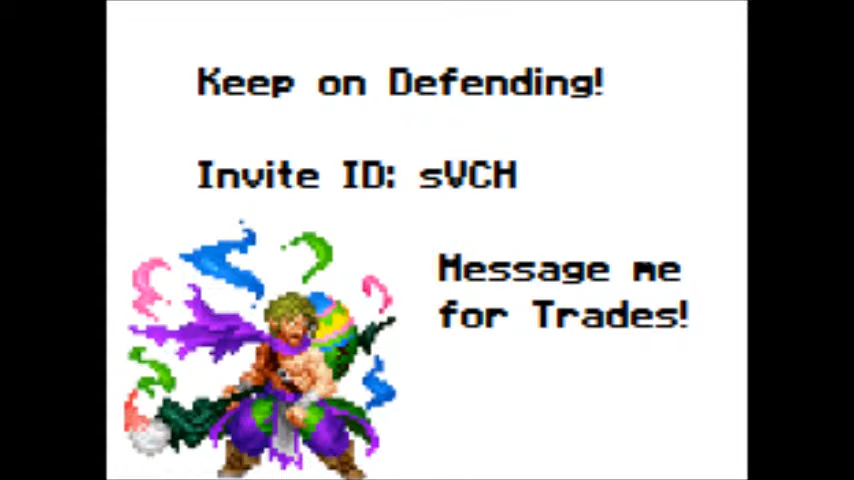 Keep on Defending!
Invite ID: sVCH
Message me
for Trades!